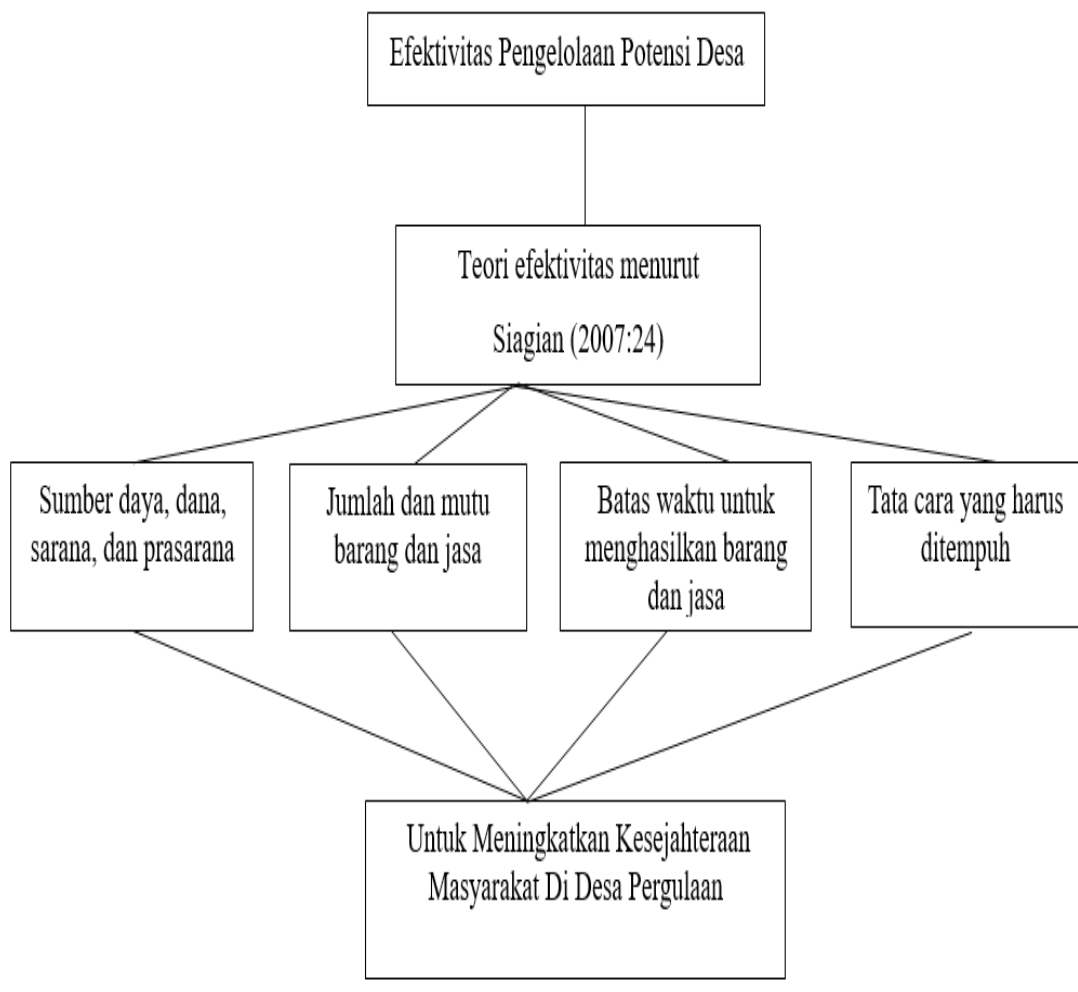 Efektivitas Pengelolaan Potensi Desa
Teori efektivitas menurut
Siagian (2007:24)
Sumber daya, dana,
sarana, dan prasarana
Jumlah dan mutu
barang dan jasa
Batas waktu untuk
menghasilkan barang
dan jasa
Tata cara yang harus
ditempuh
Untuk Meningkatkan Kesejahteraan
Masyarakat Di Desa Pergulaan